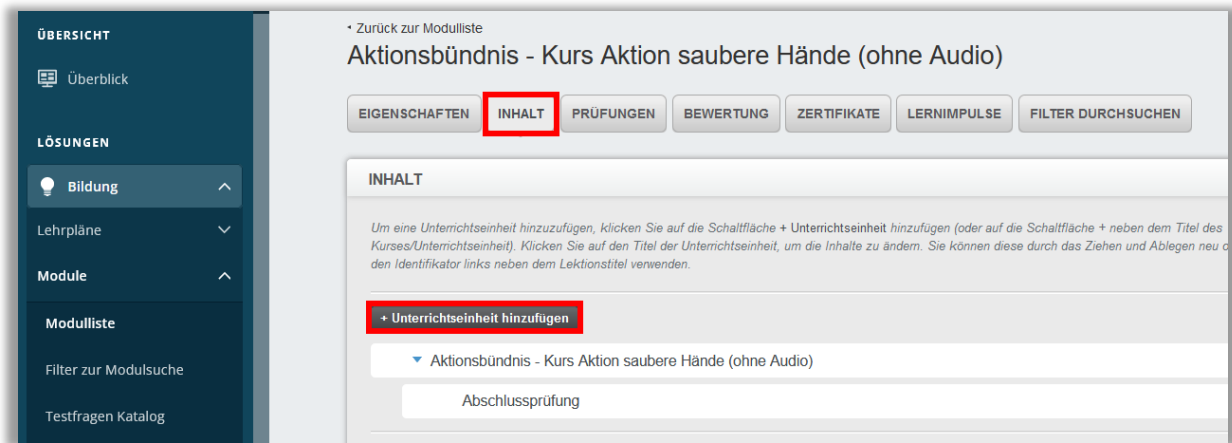 ÜBERSICHT
Überblick
LÖSUNGEN
Bildung
Lehrpläne
Module
Modulliste
Filter zur Modulsuche
Testfragen Katalog
Zurück zur Modulliste
Aktionsbündnis - Kurs Aktion saubere Hände (ohne Audio)
EIGENSCHAFTEN INHALT PRÜFUNGEN BEWERTUNG ZERTIFIKATE LERNIMPULSE FILTER DURCHSUCHEN
INHALT
Um eine Unterrichtseinheit hinzuzufügen, klicken Sie auf die Schaltfläche + Unterrichtseinheit hinzufügen (oder auf die Schaltfläche + neben dem Titel des
Kurses/Unterrichtseinheit). Klicken Sie auf den Titel der Unterrichtseinheit, um die Inhalte zu ändern. Sie können diese durch das Ziehen und Ablegen neu
den Identifikator links neben dem Lektionstitel verwenden.
+ Unterrichtseinheit hinzufügen
Aktionsbündnis - Kurs Aktion saubere Hände (ohne Audio)
Abschlussprüfung